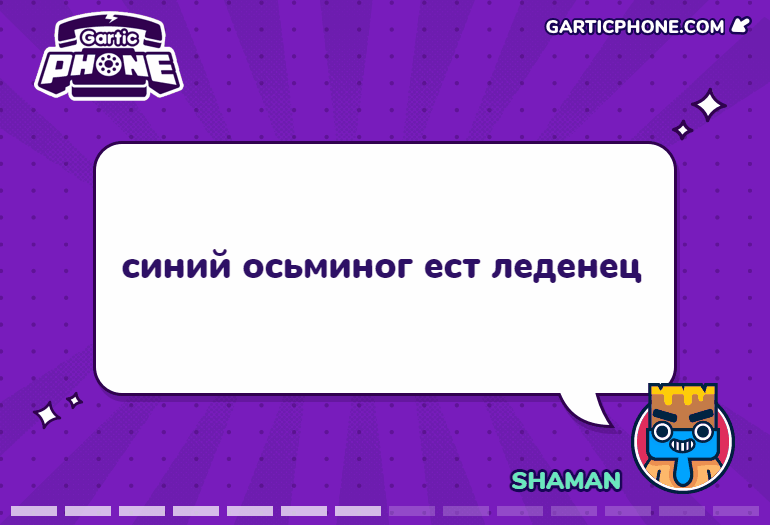 Gartic
PHONE
GARTICPHONE.COM
синий осьминог ест леденец
SHAMAN